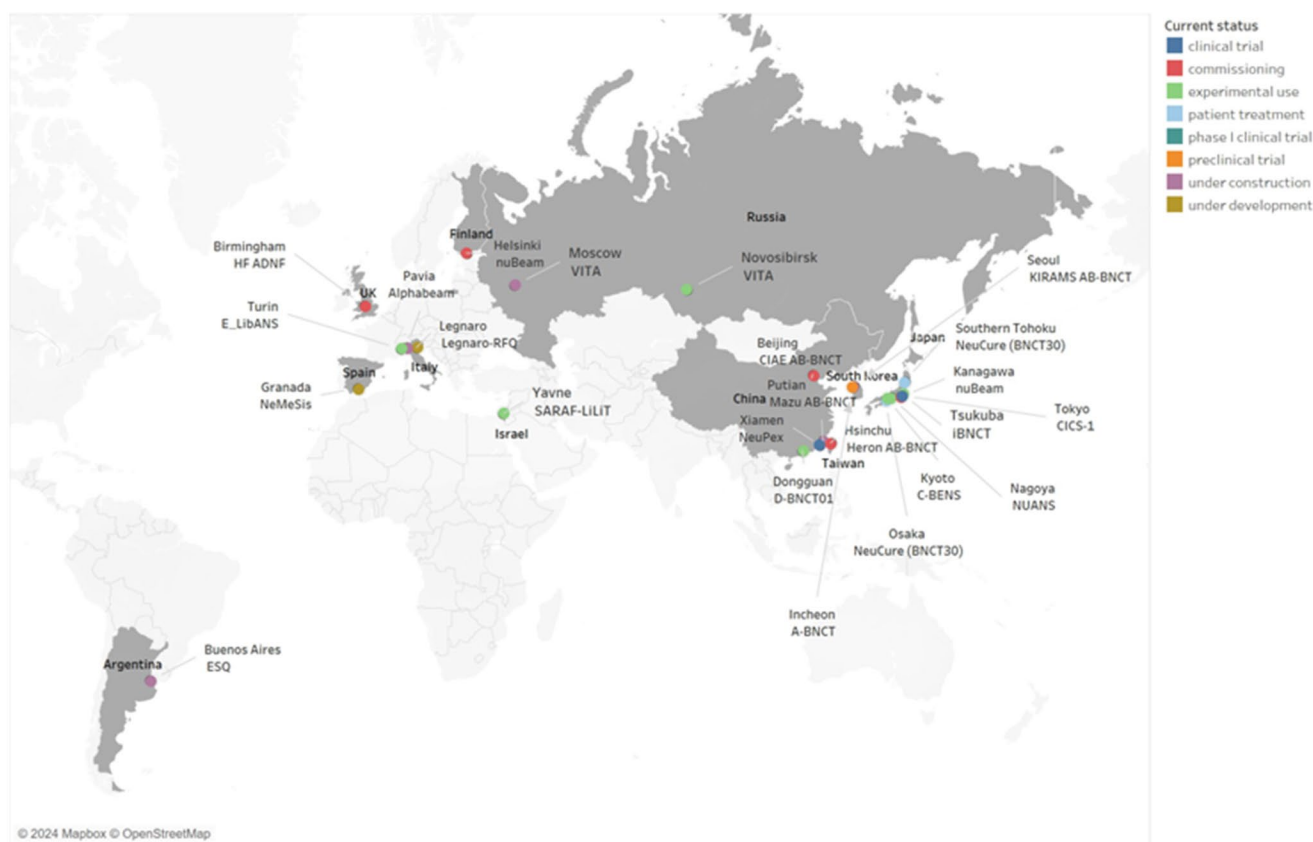 Current status
clinical trial
commissioning
experimental use
patient treatment
phase I clinical trial
preclinical trial
under construction
under development
Russia
Finland
Helsinki
nuBeam
Moscow
VITA
Novosibirsk
VITA
Birmingham
HF ADNF
UK
Pavia
Alphabeam
Turin
E_LibANS
Legnaro
Legnaro-RFQ
Italy
Spain
Granada
NeMeSis
Yavne
SARAF-LiLiT
Israel
Seoul
KIRAMS AB-BNCT
Japan
Southern Tohoku
NeuCure (BNCT30)
Beijing
CIAE AB-BNCT
South Korea
Kanagawa
nuBeam
Putian
Mazu AB-BNCT
China
Tsukuba
iBNCT
Tokyo
CICS-1
Xiamen
NeuPex
Hsinchu
Heron AB-BNCT
Taiwan
Dongguan
D-BNCT01
Kyoto
C-BENS
Nagoya
NUANS
Osaka
NeuCure (BNCT30)
Incheon
A-BNCT
Argentina
Buenos Aires
ESQ
© 2024 Mapbox © OpenStreetMap